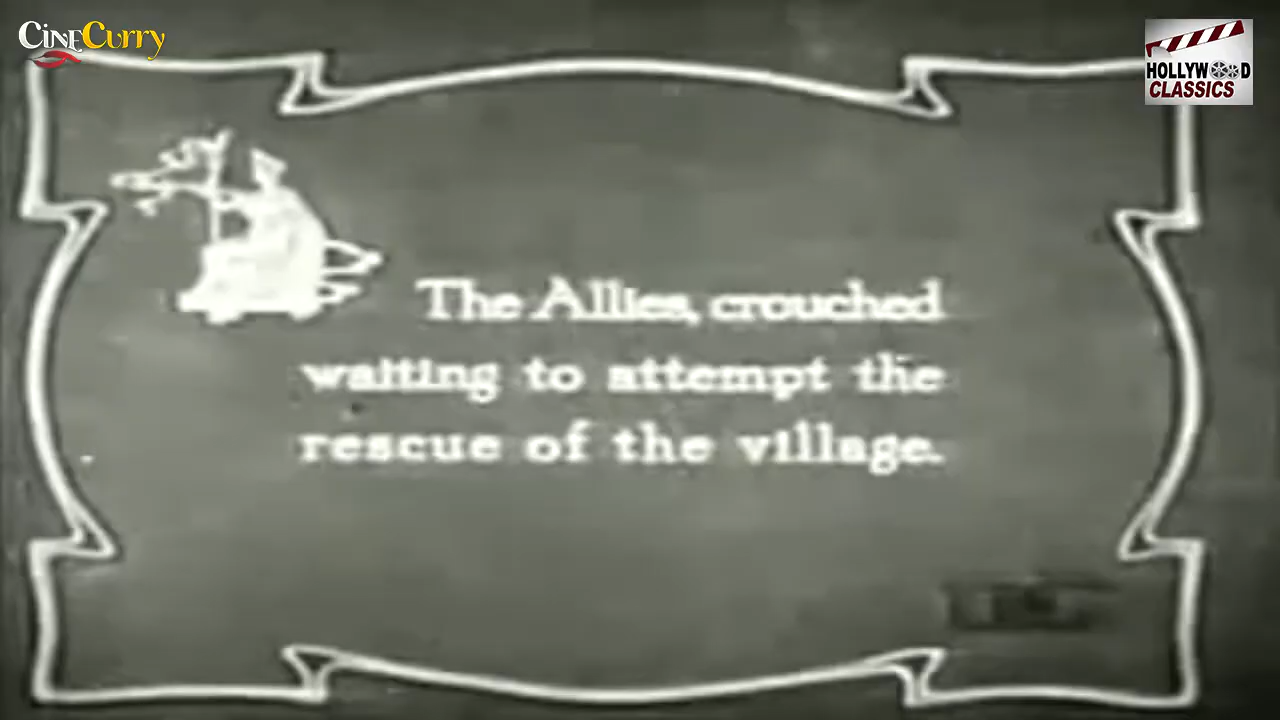 CINECURRY
HOLLYWOOD
CLASSICS
The Allies, crouched
waiting to attempt the
rescue of the village.